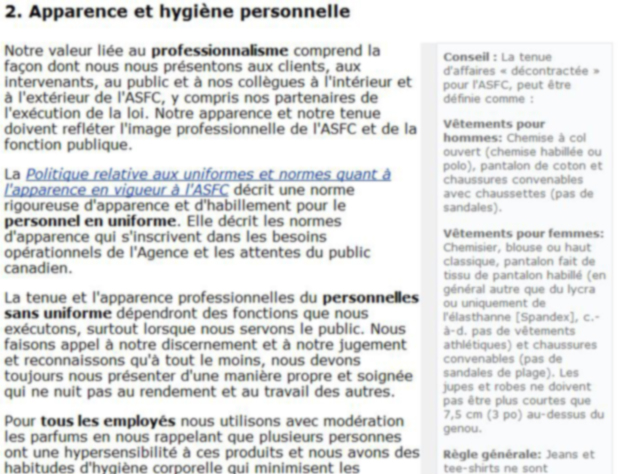 2. Apparence et hygiène personnelle
Notre valeur liée au professionnalisme comprend la
façon dont nous nous présentons aux clients, aux
intervenants, au public et à nos collègues à l'intérieur et
à l'extérieur de l'ASFC, y compris nos partenaires de
l'exécution de la loi. Notre apparence et notre tenue
doivent refléter l'image professionnelle de l'ASFC et de la
fonction publique.
La Politique relative aux uniformes et normes quant à
l'apparence en vigueur à l'ASFC décrit une norme
rigoureuse d'apparence et d'habillement pour le
personnel en uniforme. Elle décrit les normes
d'apparence qui s'inscrivent dans les besoins
opérationnels de l'Agence et les attentes du public
canadien.
La tenue et l'apparence professionnelles du personnelles
sans uniforme dépendront des fonctions que nous
exécutons, surtout lorsque nous servons le public. Nous
faisons appel à notre discernement et à notre jugement
et reconnaissons qu'à tout le moins, nous devons
toujours nous présenter d'une manière propre et soignée
qui ne nuit pas au rendement et au travail des autres.
Pour tous les employés nous utilisons avec modération
les parfums en nous rappelant que plusieurs personnes
ont une hypersensibilité à ces produits et nous avons des
habitudes d'hygiène corporelle qui minimisent les
Conseil : La tenue
d'affaires « décontractée »
pour l'ASFC, peut être
définie comme :
Vêtements pour
hommes: Chemise à col
ouvert (chemise habillée ou
polo), pantalon de coton et
chaussures convenables
avec chaussettes (pas de
sandales).
Vêtements pour femmes:
Chemisier, blouse ou haut
classique, pantalon fait de
tissu de pantalon habillé (en
général autre que du lycra
ou uniquement de
l'élasthanne [Spandex], c.-
à-d. pas de vêtements
athlétiques) et chaussures
convenables (pas de
sandales de plage). Les
jupes et robes ne doivent
pas être plus courtes que
7,5 cm (3 po) au-dessus du
genou.
Règle générale: Jeans et
tee-shirts ne sont